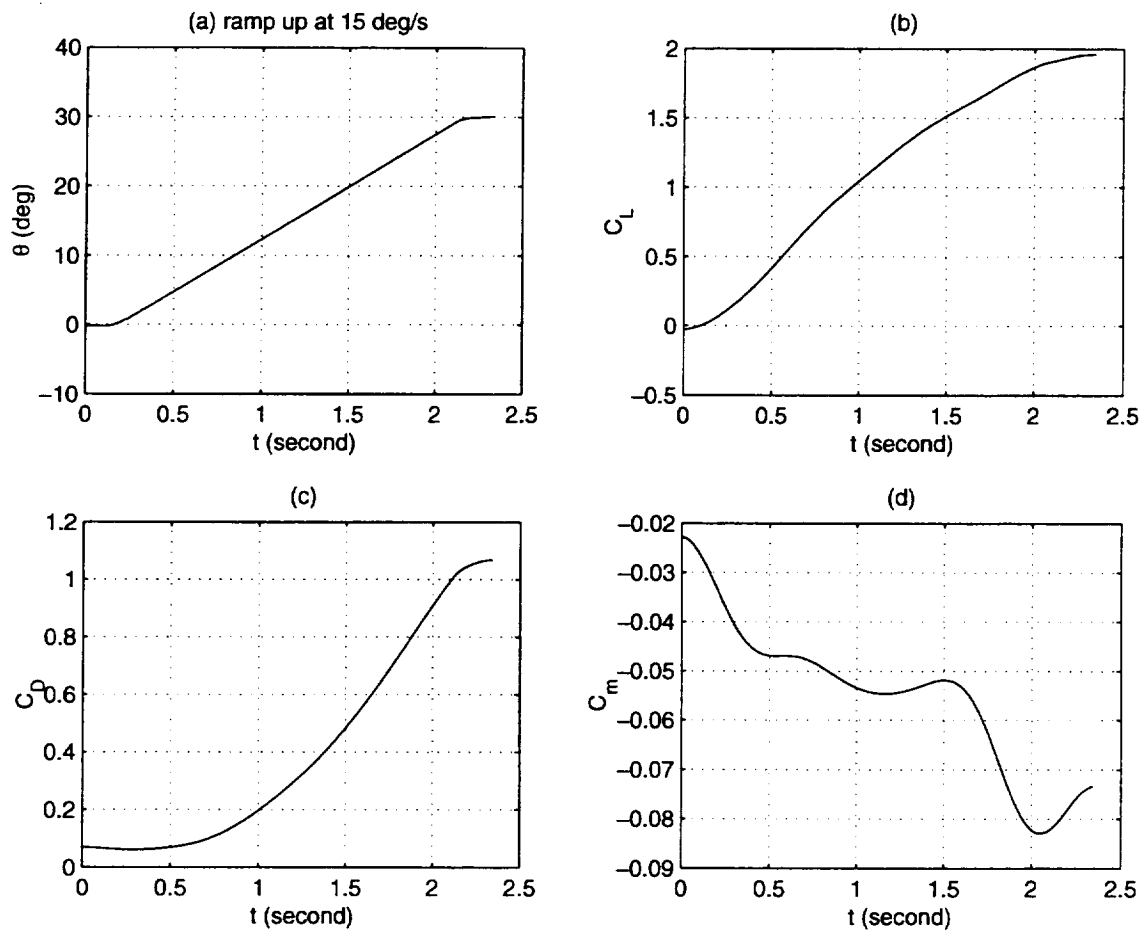 (a) ramp up at 15 deg/s
40
30
20
10
0
−10
θ (deg)
0 0.5 1 1.5 2 2.5
t (second)
(b)
2
1.5
1
0.5
0
−0.5
C_L
0 0.5 1 1.5 2 2.5
t (second)
(c)
1.2
1
0.8
0.6
0.4
0.2
0
C_D
0 0.5 1 1.5 2 2.5
t (second)
(d)
−0.02
−0.03
−0.04
−0.05
−0.06
−0.07
−0.08
−0.09
C_m
0 0.5 1 1.5 2 2.5
t (second)